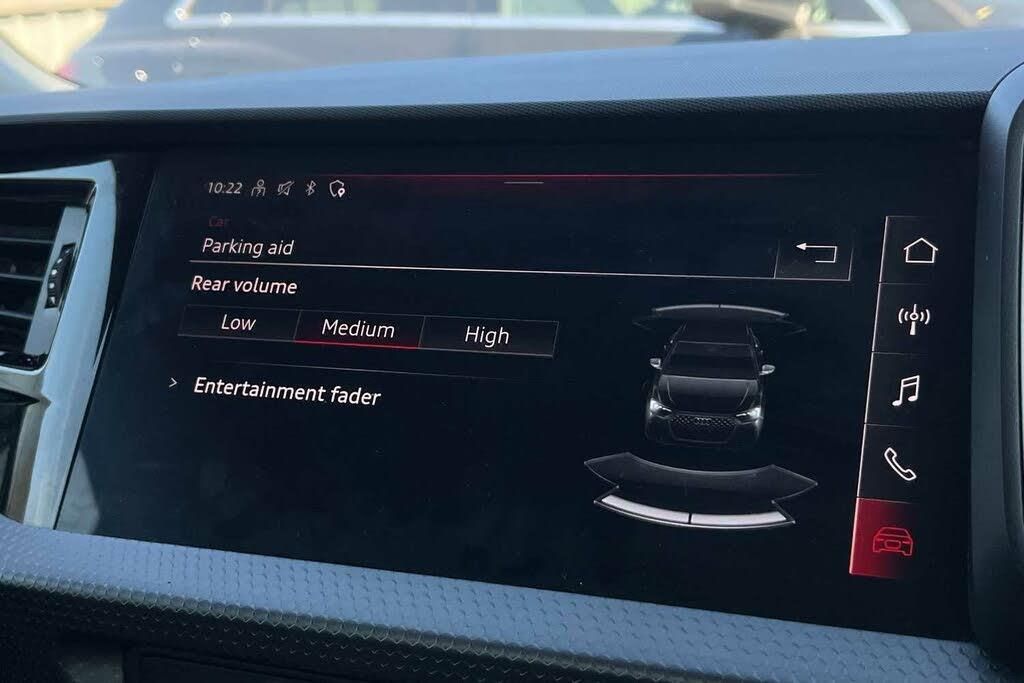 10:22
Car
Parking aid
Rear volume
Low Medium High
> Entertainment fader